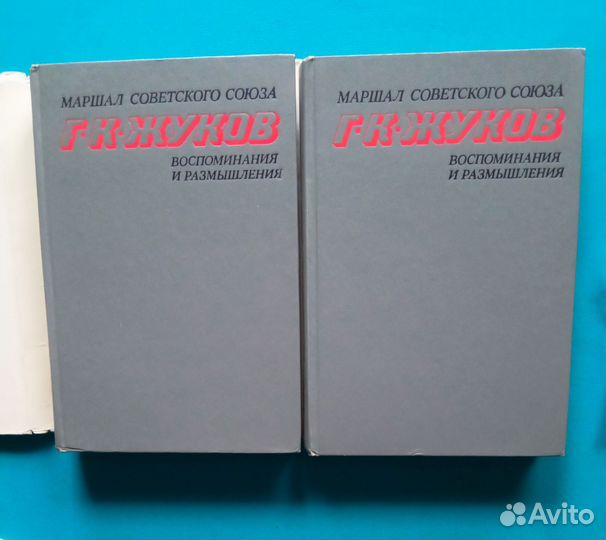 МАРШАЛ СОВЕТСКОГО СОЮЗА
Г·К·ЖУКОВ
ВОСПОМИНАНИЯ
И РАЗМЫШЛЕНИЯ
МАРШАЛ СОВЕТСКОГО СОЮЗА
Г·К·ЖУКОВ
ВОСПОМИНАНИЯ
И РАЗМЫШЛЕНИЯ
Avito